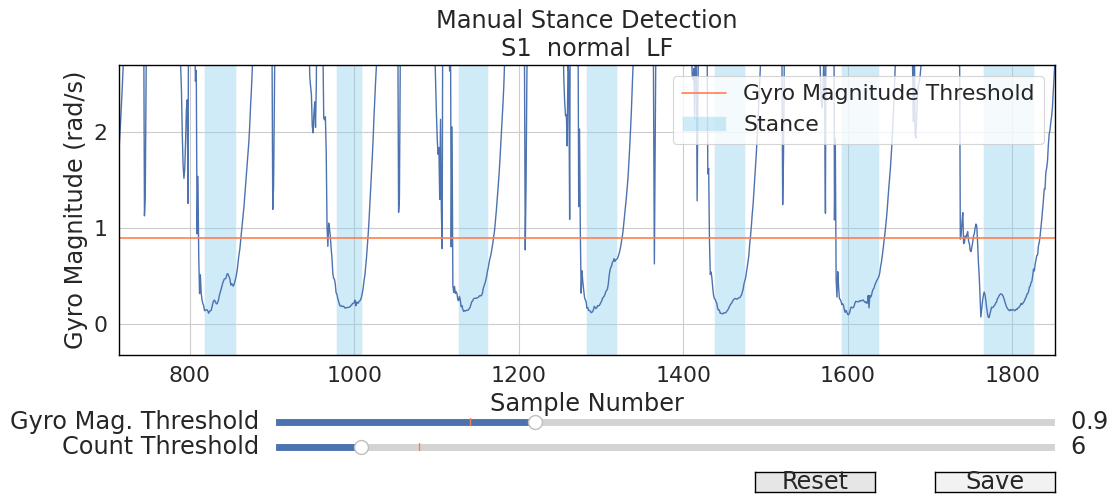 Manual Stance Detection
S1 normal LF
Gyro Magnitude (rad/s)
2
1
0
Gyro Magnitude Threshold
Stance
800 1000 1200 1400 1600 1800
Sample Number
Gyro Mag. Threshold 0.9
Count Threshold 6
Reset Save